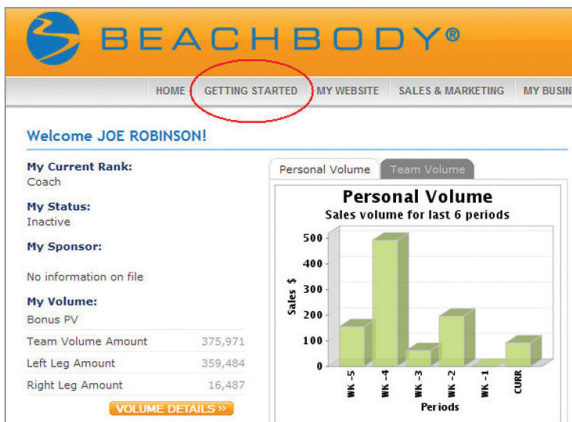 BEACHBODY®
HOME GETTING STARTED MY WEBSITE SALES & MARKETING MY BUSIN
Welcome JOE ROBINSON!
My Current Rank:
Coach
My Status:
Inactive
My Sponsor:
No information on file
My Volume:
Bonus PV
Team Volume Amount 375,971
Left Leg Amount 359,484
Right Leg Amount 16,487
VOLUME DETAILS »
Personal Volume Team Volume
Personal Volume
Sales volume for last 6 periods
Sales $
500
400
300
200
100
0
WK -5 WK -4 WK -3 WK -2 WK -1 CURR
Periods